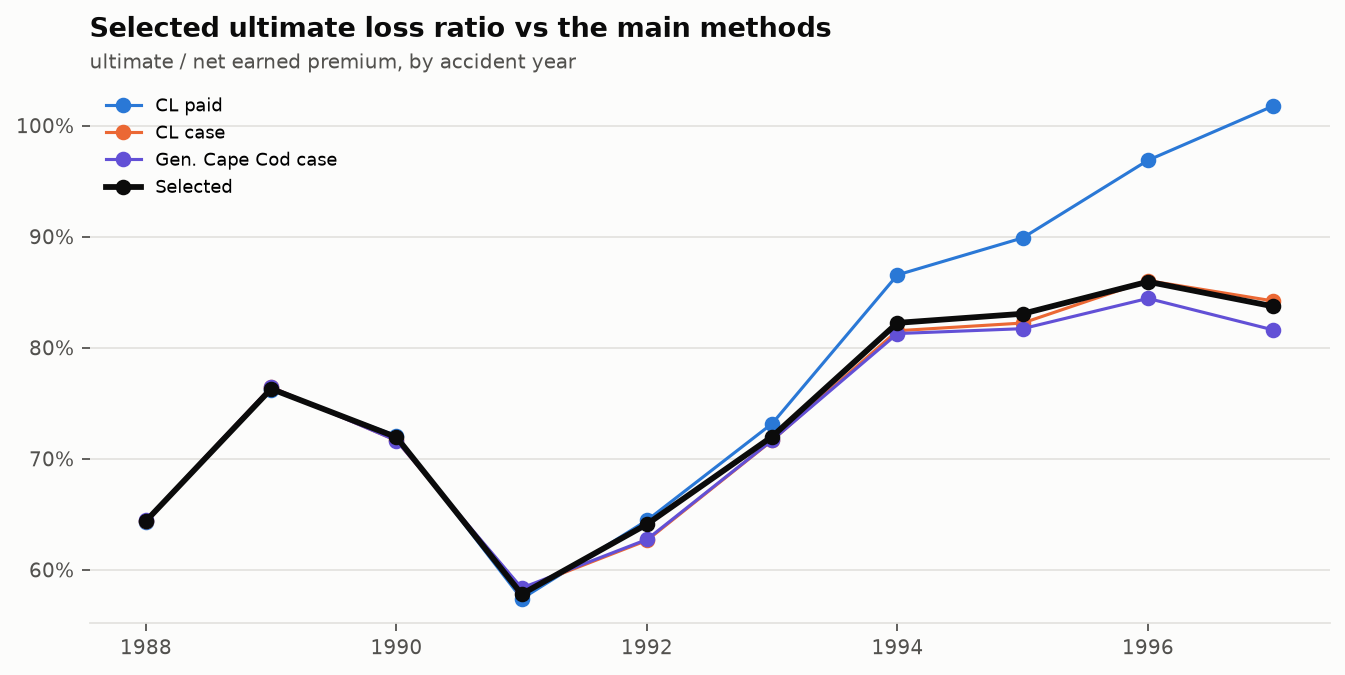 Selected ultimate loss ratio vs the main methods
ultimate / net earned premium, by accident year
CL paid
CL case
Gen. Cape Cod case
Selected
100%
90%
80%
70%
60%
1988
1990
1992
1994
1996